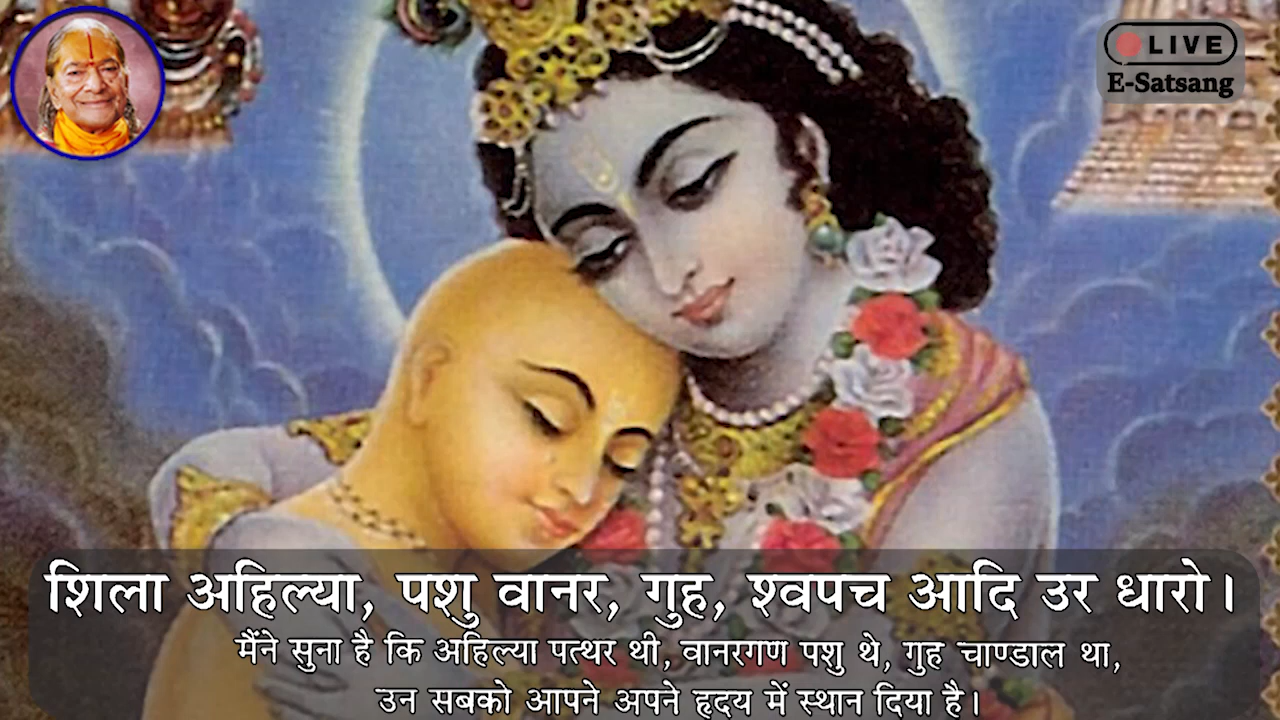 LIVE
E-Satsang
शिला अहिल्या, पशु वानर, गुह, श्वपच आदि उर धारो।
मैंने सुना है कि अहिल्या पत्थर थी, वानरगण पशु थे, गुह चाण्डाल था,
उन सबको आपने अपने हृदय में स्थान दिया है।